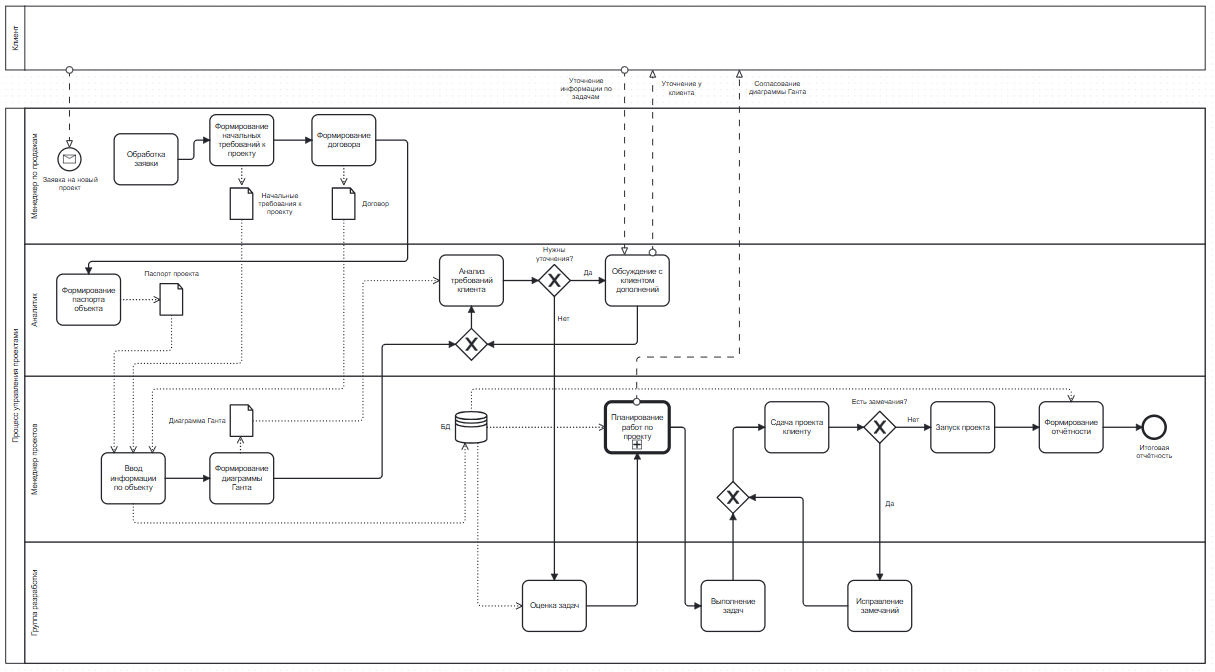 Клиент
Уточнение
информации по
задачам
Уточнение у
клиента
Согласование
диаграммы Ганта
Процесс управления проектами
Менеджер по продажам
Заявка на новый
проект
Обработка
заявки
Формирование
начальных
требований к
проекту
Формирование
договора
Начальные
требования к
проекту
Договор
Аналитик
Формирование
паспорта
объекта
Паспорт проекта
Анализ
требований
клиента
Нужны
уточнения?
Да
Обсуждение с
клиентом
дополнений
Нет
Менеджер проектов
Диаграмма Ганта
Ввод
информации
по объекту
Формирование
диаграммы
Ганта
БД
Планирование
работ по
проекту
Сдача проекта
клиенту
Есть замечания?
Нет
Запуск проекта
Формирование
отчётности
Итоговая
отчётность
Да
Группа разработки
Оценка задач
Выполнение
задач
Исправление
замечаний